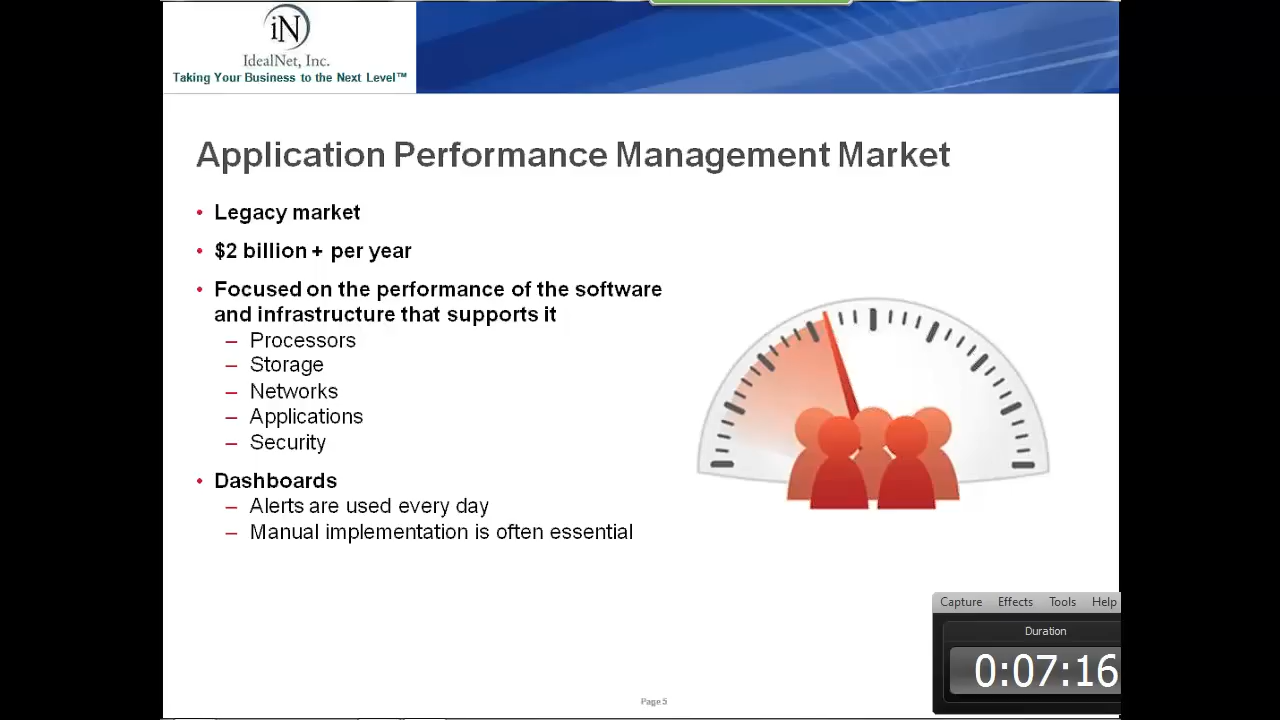 iN
IdealNet, Inc.
Taking Your Business to the Next Level™
Application Performance Management Market
• Legacy market
• $2 billion + per year
• Focused on the performance of the software
and infrastructure that supports it
– Processors
– Storage
– Networks
– Applications
– Security
• Dashboards
– Alerts are used every day
– Manual implementation is often essential
Capture Effects Tools Help
Duration
0:07:16
Page 5